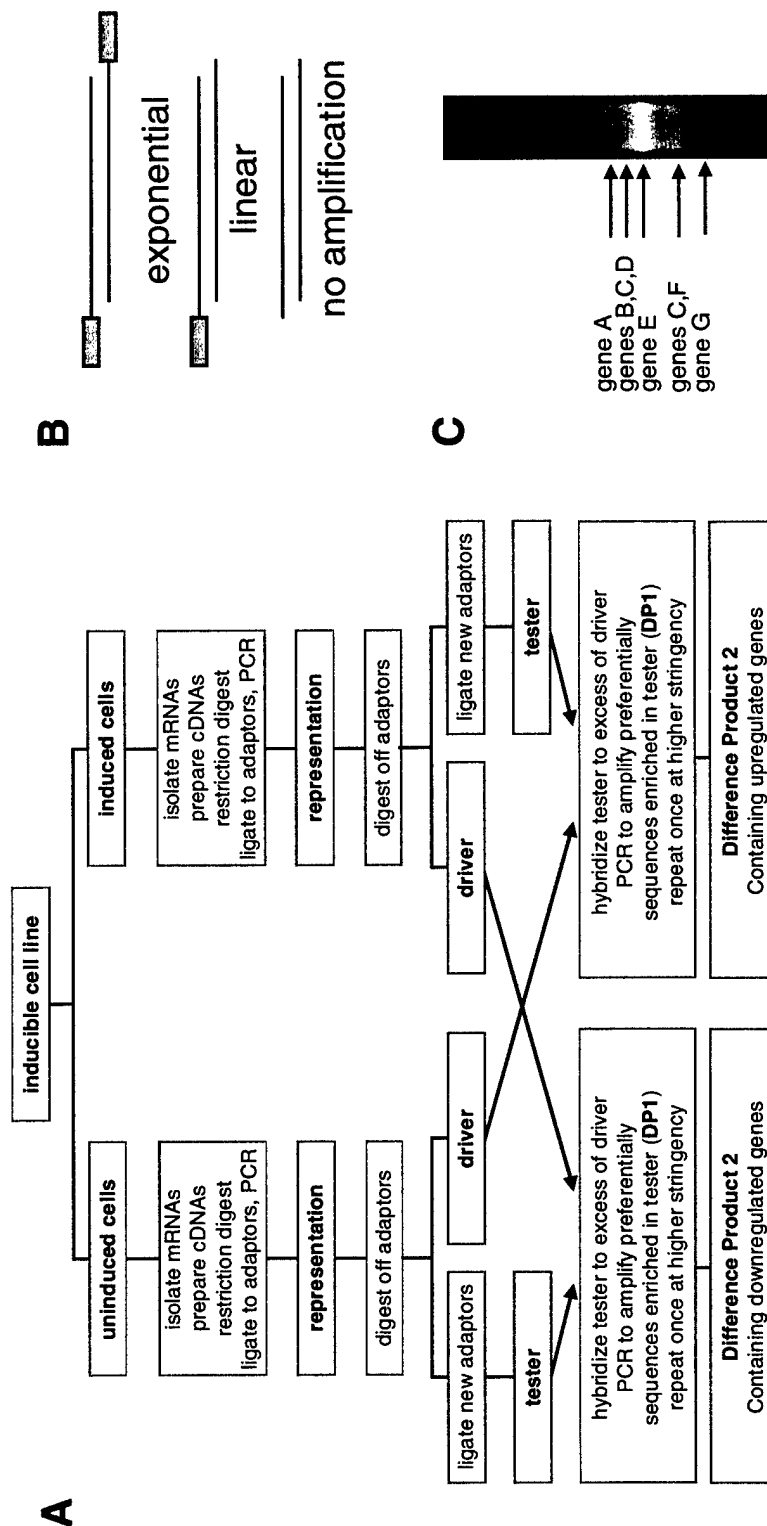 A
inducible cell line
uninduced cells
induced cells
isolate mRNAs
prepare cDNAs
restriction digest
ligate to adaptors, PCR
isolate mRNAs
prepare cDNAs
restriction digest
ligate to adaptors, PCR
representation
representation
digest off adaptors
digest off adaptors
ligate new adaptors
driver
driver
ligate new adaptors
tester
tester
hybridize tester to excess of driver
PCR to amplify preferentially
sequences enriched in tester (DP1)
repeat once at higher stringency
hybridize tester to excess of driver
PCR to amplify preferentially
sequences enriched in tester (DP1)
repeat once at higher stringency
Difference Product 2
Containing downregulated genes
Difference Product 2
Containing upregulated genes
B
exponential
linear
no amplification
C
gene A
genes B,C,D
gene E
genes C,F
gene G